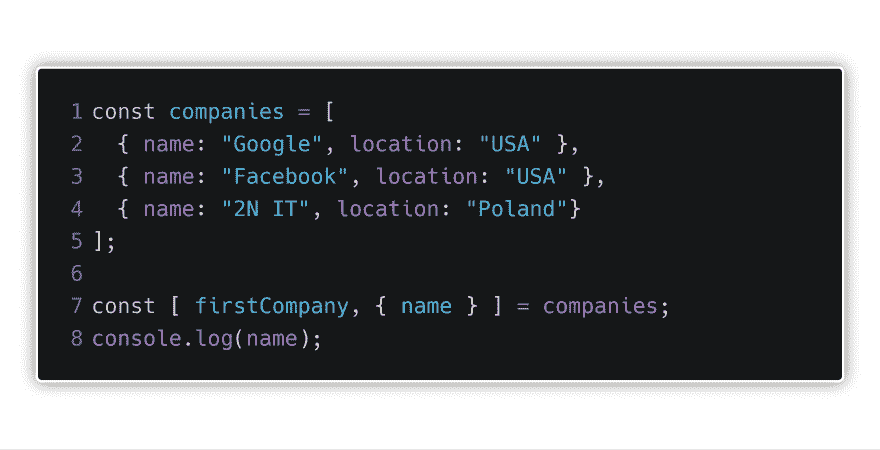 1 const companies = [
2   { name: "Google", location: "USA" },
3   { name: "Facebook", location: "USA" },
4   { name: "2N IT", location: "Poland"}
5 ];
6
7 const [ firstCompany, { name } ] = companies;
8 console.log(name);